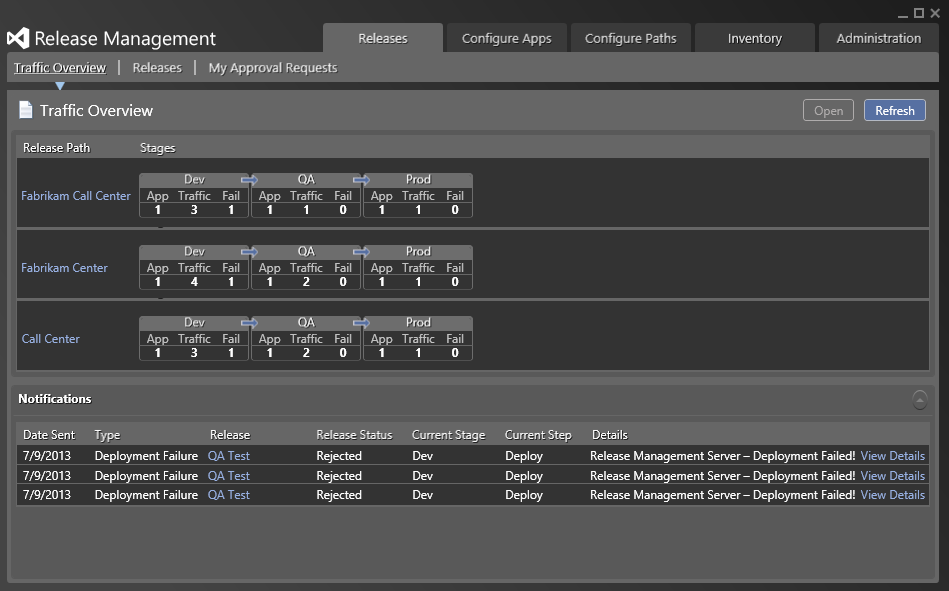 Release Management
Releases Configure Apps Configure Paths Inventory Administration
Traffic Overview | Releases | My Approval Requests
Traffic Overview Open Refresh
Release Path Stages
Dev QA Prod
App Traffic Fail App Traffic Fail App Traffic Fail
Fabrikam Call Center
1 3 1 1 1 0 1 1 0
Dev QA Prod
App Traffic Fail App Traffic Fail App Traffic Fail
Fabrikam Center
1 4 1 1 2 0 1 1 0
Dev QA Prod
App Traffic Fail App Traffic Fail App Traffic Fail
Call Center
1 3 1 1 2 0 1 1 0
Notifications
Date Sent Type Release Release Status Current Stage Current Step Details
7/9/2013 Deployment Failure QA Test Rejected Dev Deploy Release Management Server – Deployment Failed! View Details
7/9/2013 Deployment Failure QA Test Rejected Dev Deploy Release Management Server – Deployment Failed! View Details
7/9/2013 Deployment Failure QA Test Rejected Dev Deploy Release Management Server – Deployment Failed! View Details